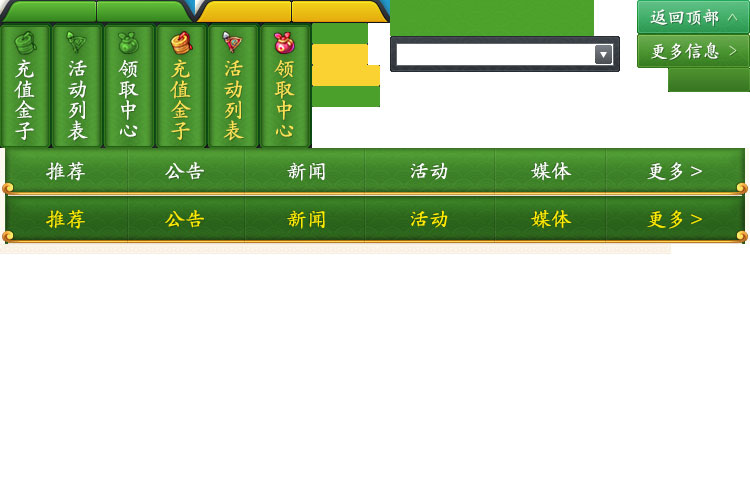 返回顶部
更多信息 >
充值金子
活动列表
领取中心
充值金子
活动列表
领取中心
推荐 公告 新闻 活动 媒体 更多 >
推荐 公告 新闻 活动 媒体 更多 >